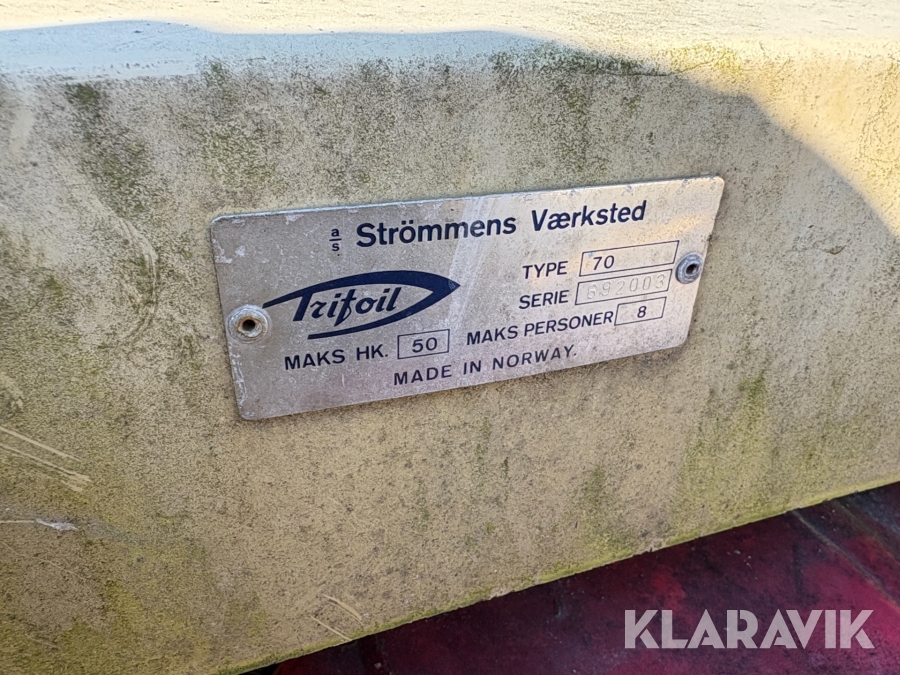 a/s Strömmens Værksted
Trifoil
TYPE 70
SERIE 692003
MAKS HK. 50 MAKS PERSONER 8
MADE IN NORWAY.
KLARAVIK